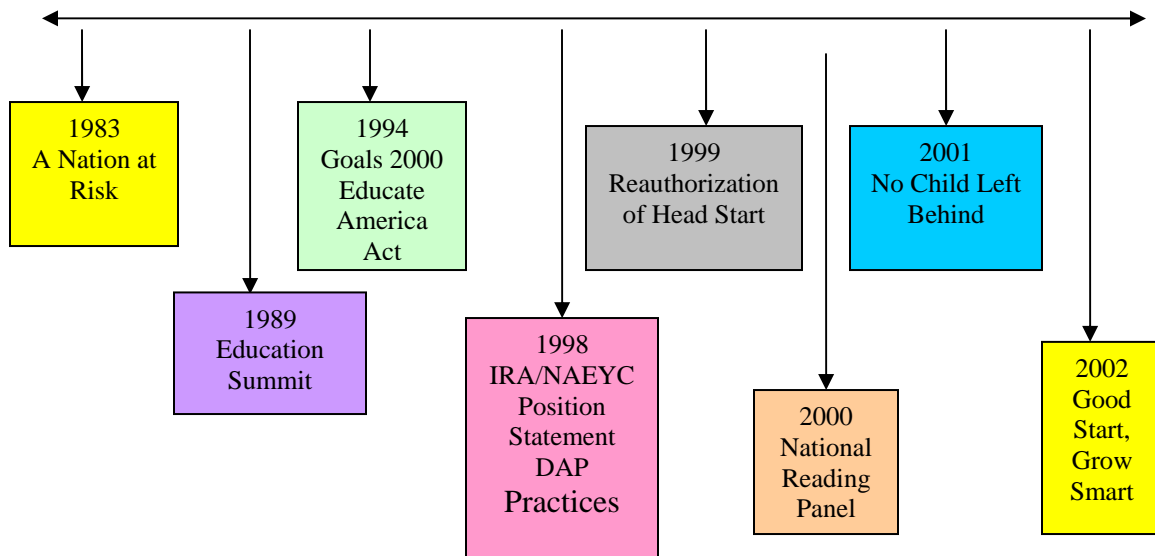 1983
A Nation at
Risk
1989
Education
Summit
1994
Goals 2000
Educate
America
Act
1998
IRA/NAEYC
Position
Statement
DAP
Practices
1999
Reauthorization
of Head Start
2000
National
Reading
Panel
2001
No Child Left
Behind
2002
Good
Start,
Grow
Smart